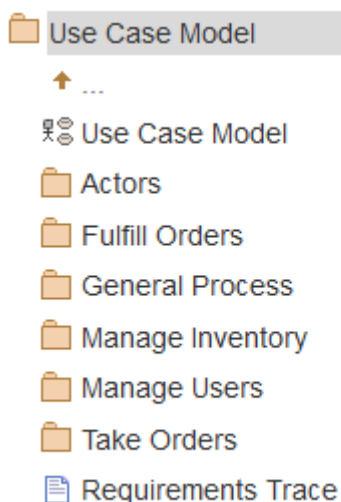 Use Case Model
...
Use Case Model
Actors
Fulfill Orders
General Process
Manage Inventory
Manage Users
Take Orders
Requirements Trace